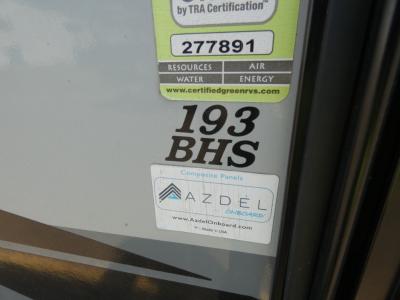 by TRA Certification
277891
RESOURCES AIR
WATER ENERGY
www.certifiedgreenrvs.com
193
BHS
Composite Panels
AZDEL
ONBOARD
www.AzdelOnboard.com
Made in USA